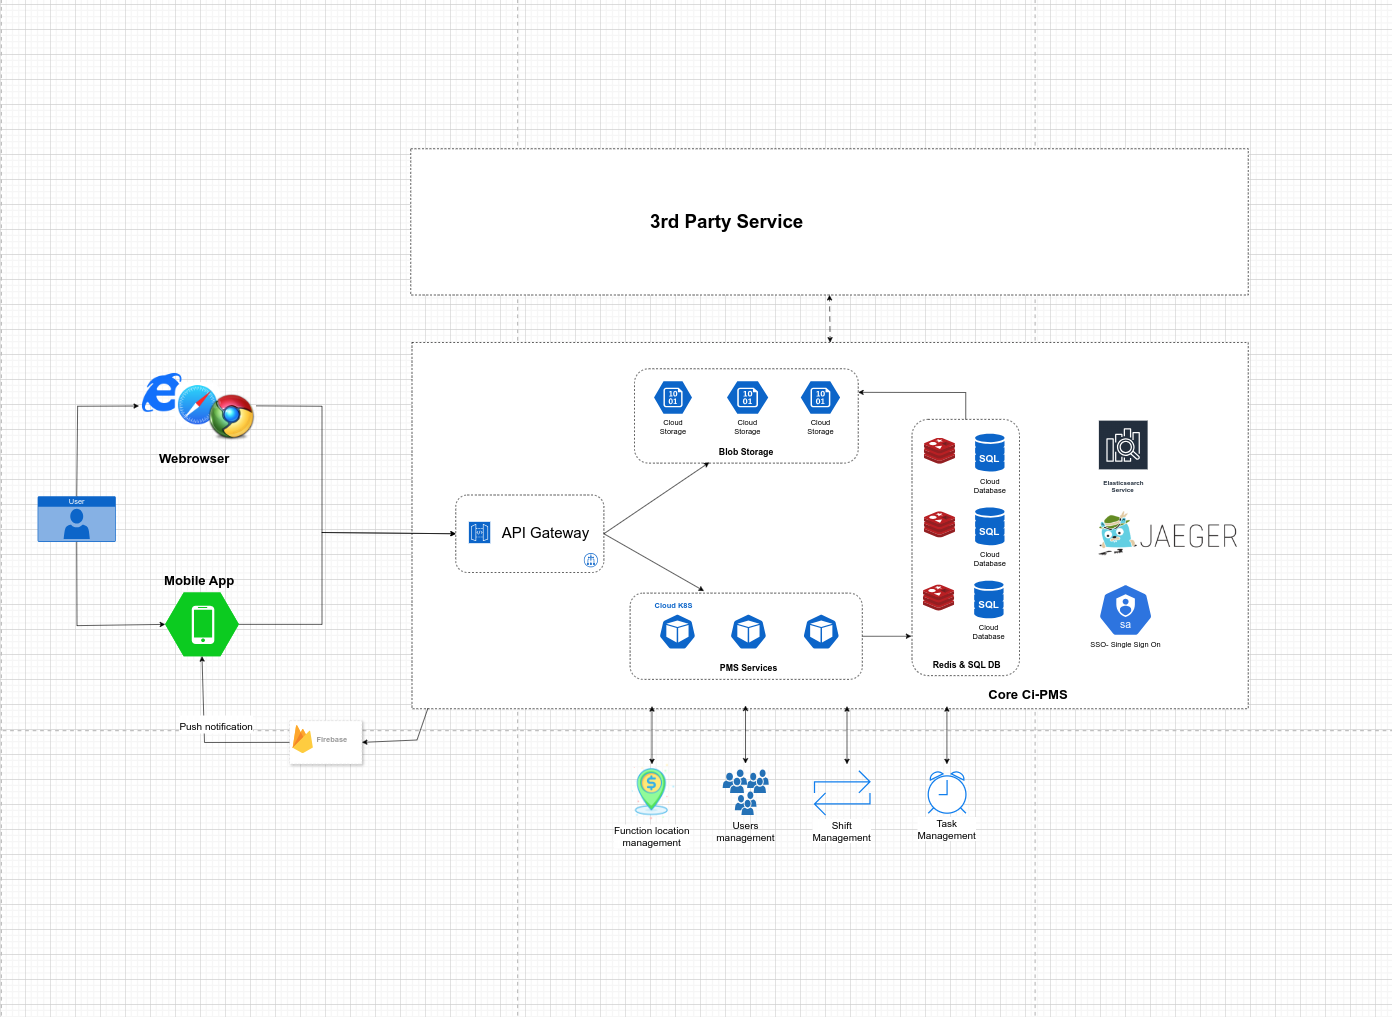 3rd Party Service
10
01
10
01
10
01
Cloud
Storage
Cloud
Storage
Cloud
Storage
Blob Storage
Webrowser
User
API Gateway
Mobile App
SQL
Cloud
Database
SQL
Cloud
Database
SQL
Cloud
Database
Redis & SQL DB
Elasticsearch
Service
JAEGER
sa
SSO- Single Sign On
Cloud K8S
PMS Services
Core Ci-PMS
Push notification
Firebase
$
Function location
management
Users
management
Shift
Management
Task
Management